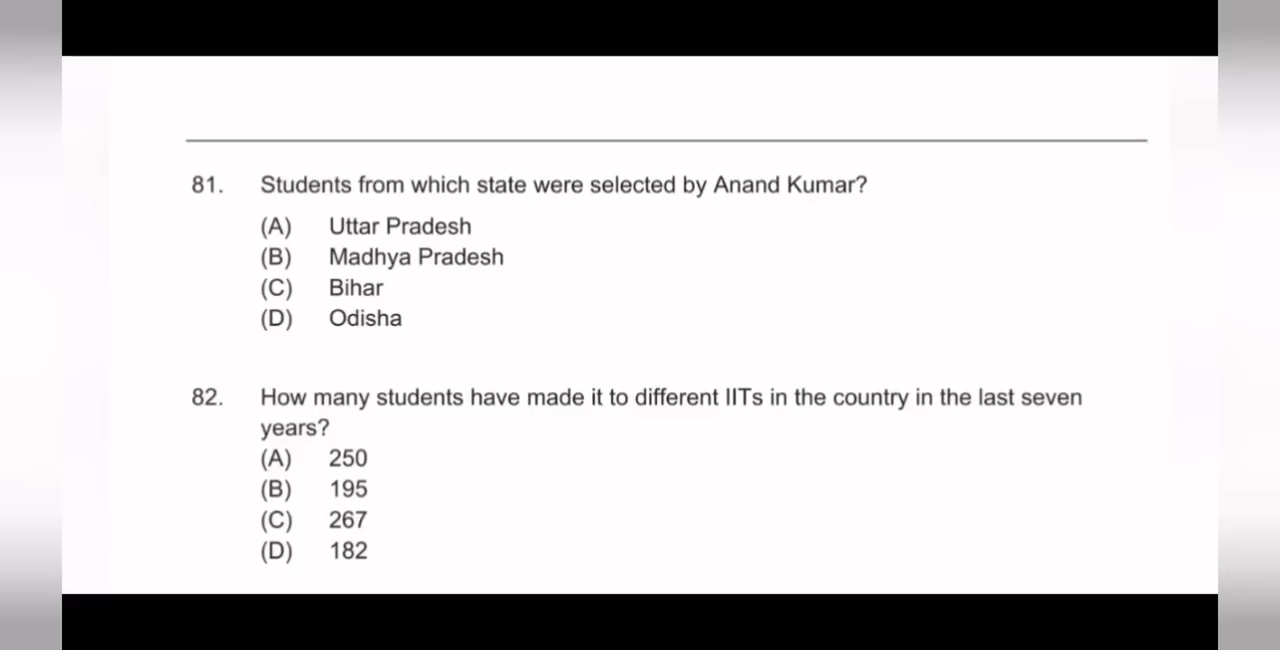 81. Students from which state were selected by Anand Kumar?
(A) Uttar Pradesh
(B) Madhya Pradesh
(C) Bihar
(D) Odisha
82. How many students have made it to different IITs in the country in the last seven
years?
(A) 250
(B) 195
(C) 267
(D) 182